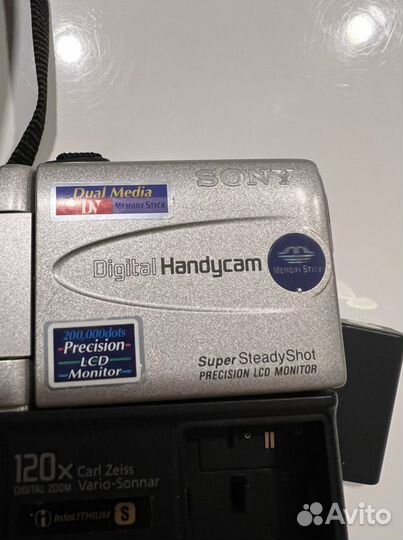 SONY
Dual Media
DV MEMORY STICK
Digital Handycam
MEMORY STICK
200,000dots
Precision
LCD
Monitor
Super SteadyShot
PRECISION LCD MONITOR
120x
DIGITAL ZOOM
Carl Zeiss
Vario-Sonnar
i InfoLITHIUM S
Avito